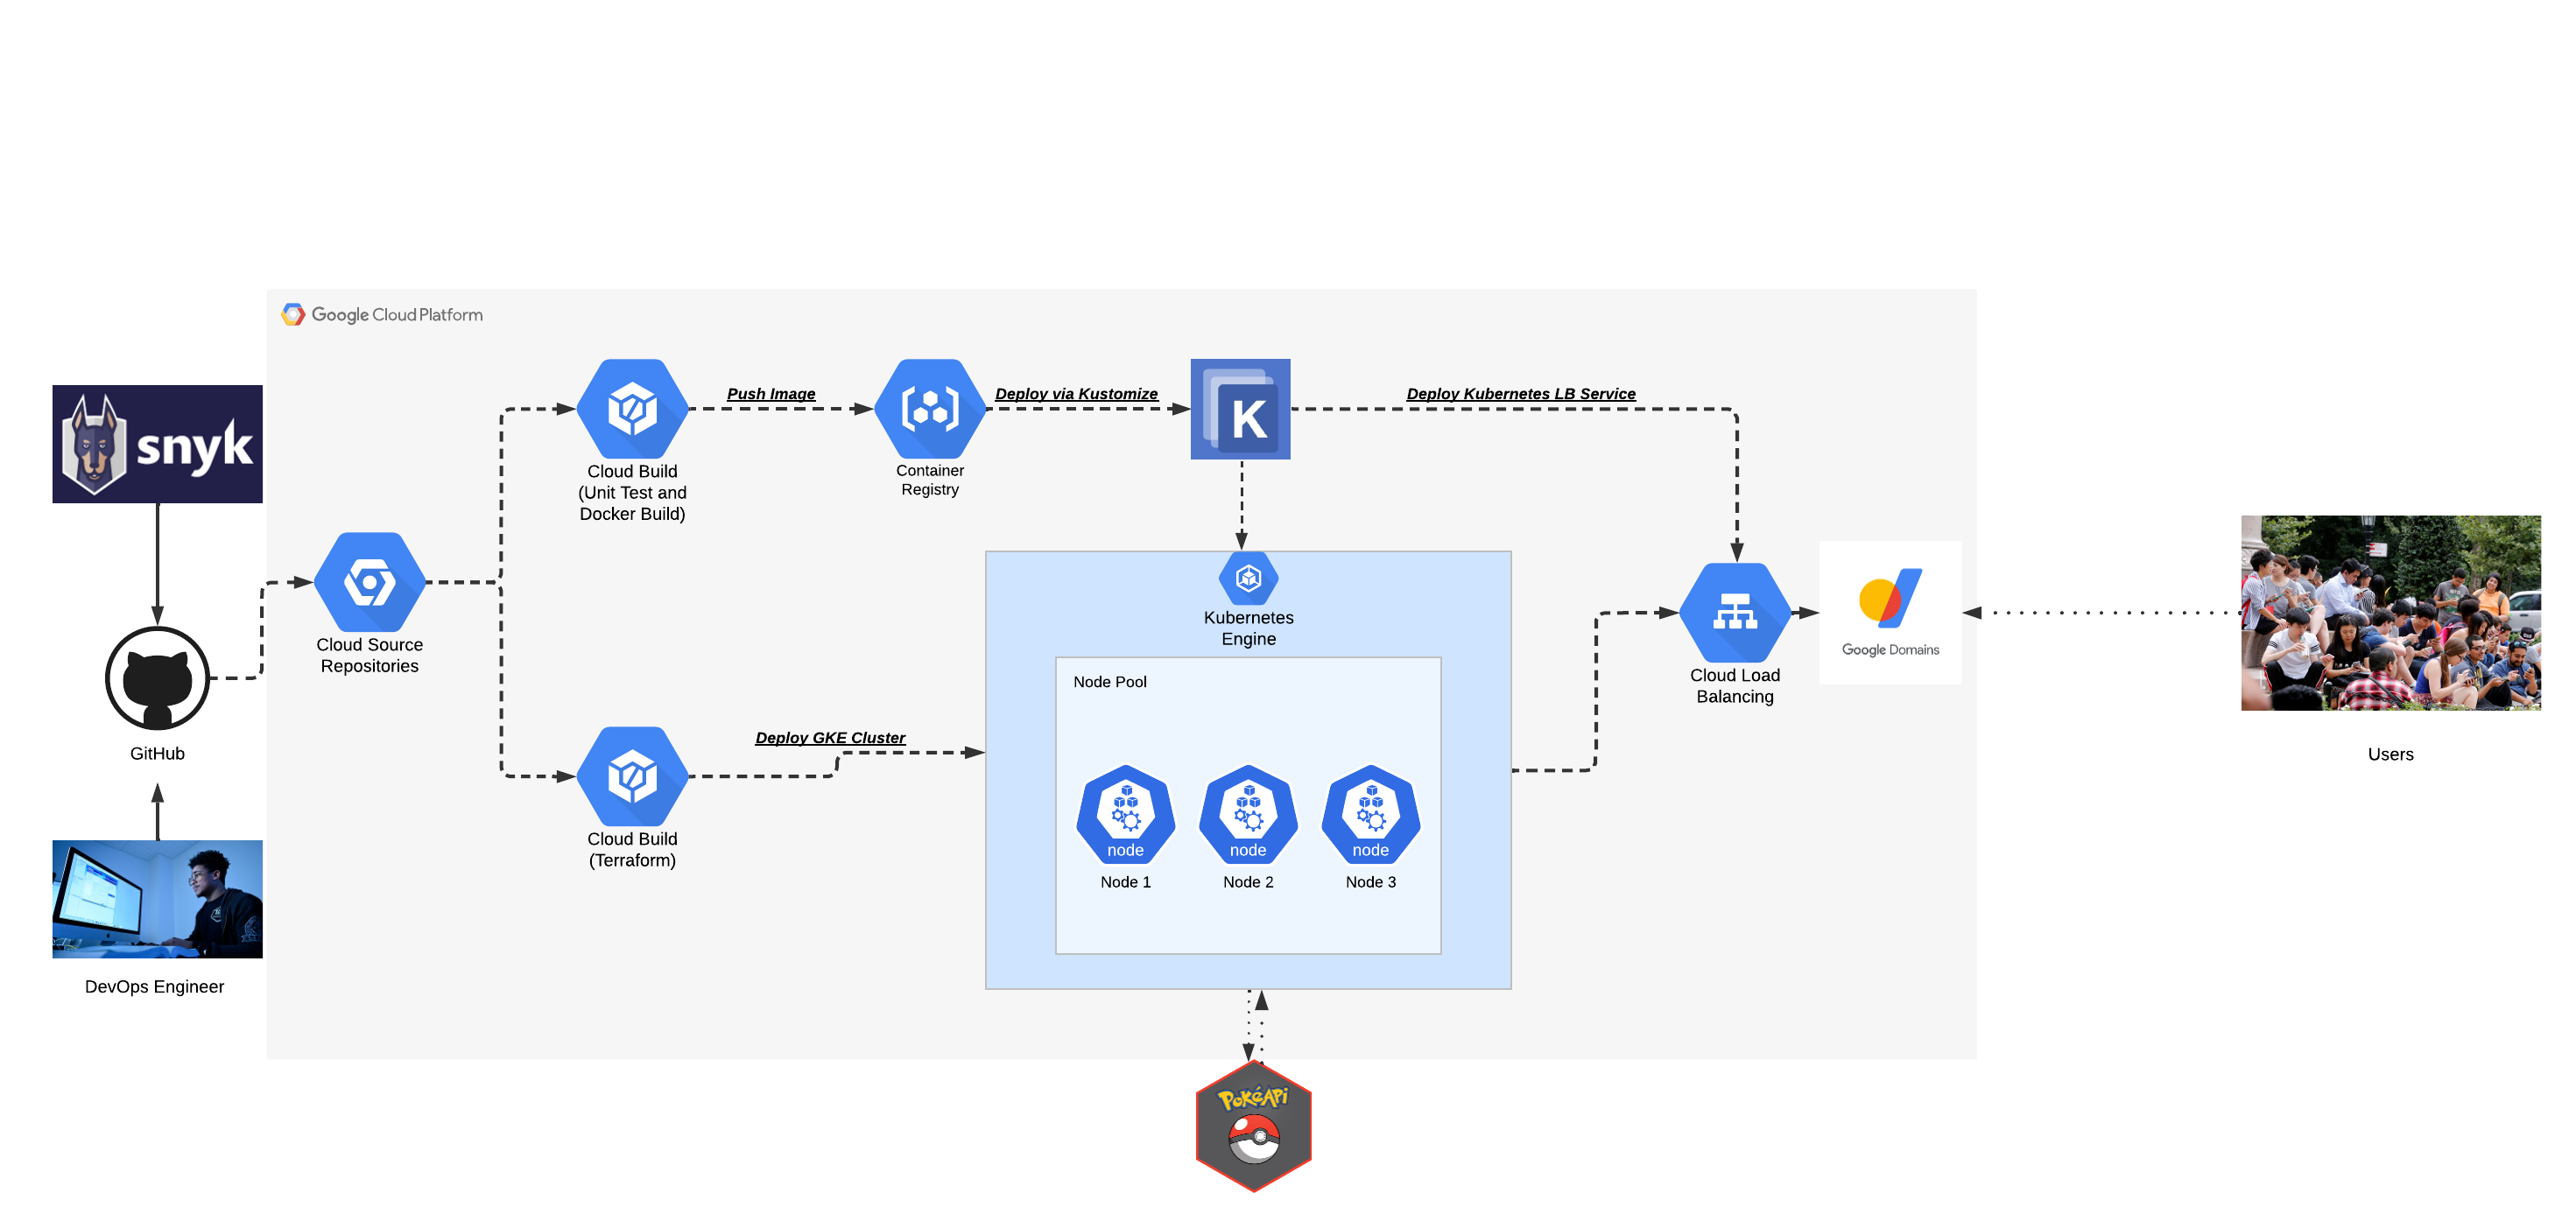 Google Cloud Platform
snyk
Push Image
Deploy via Kustomize
K
Deploy Kubernetes LB Service
Cloud Build
(Unit Test and
Docker Build)
Container
Registry
Cloud Source
Repositories
GitHub
DevOps Engineer
Kubernetes
Engine
Node Pool
node
node
node
Node 1
Node 2
Node 3
Deploy GKE Cluster
Cloud Build
(Terraform)
Cloud Load
Balancing
Google Domains
Users
PokéAPi